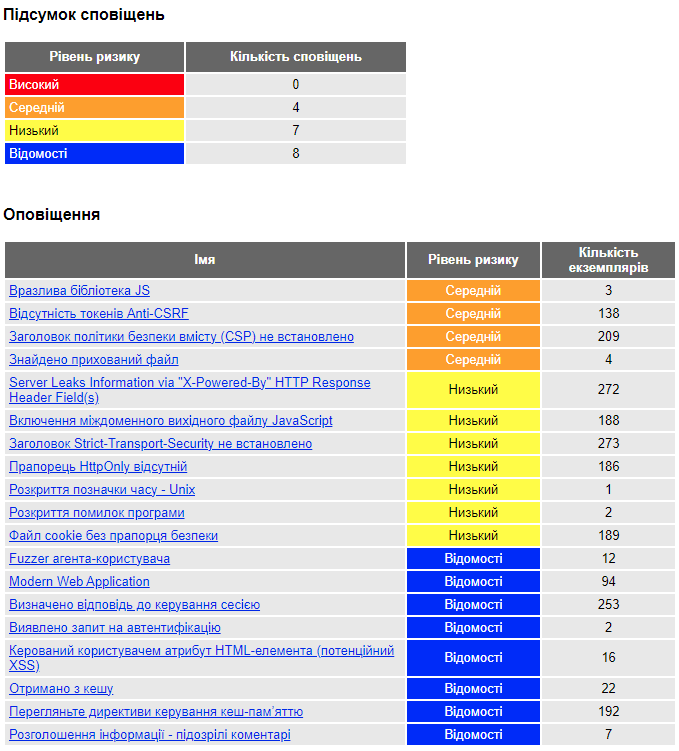 Підсумок сповіщень
Рівень ризику Кількість сповіщень
Високий 0
Середній 4
Низький 7
Відомості 8
Оповіщення
Імя Рівень ризику Кількість
екземплярів
Вразлива бібліотека JS Середній 3
Відсутність токенів Anti-CSRF Середній 138
Заголовок політики безпеки вмісту (CSP) не встановлено Середній 209
Знайдено прихований файл Середній 4
Server Leaks Information via "X-Powered-By" HTTP Response
Header Field(s) Низький 272
Включення міждоменного вихідного файлу JavaScript Низький 188
Заголовок Strict-Transport-Security не встановлено Низький 273
Прапорець HttpOnly відсутній Низький 186
Розкриття позначки часу - Unix Низький 1
Розкриття помилок програми Низький 2
Файл cookie без прапорця безпеки Низький 189
Fuzzer агента-користувача Відомості 12
Modern Web Application Відомості 94
Визначено відповідь до керування сесією Відомості 253
Виявлено запит на автентифікацію Відомості 2
Керований користувачем атрибут HTML-елемента (потенційний
XSS) Відомості 16
Отримано з кешу Відомості 22
Перегляньте директиви керування кеш-пам'яттю Відомості 192
Розголошення інформації - підозрілі коментарі Відомості 7